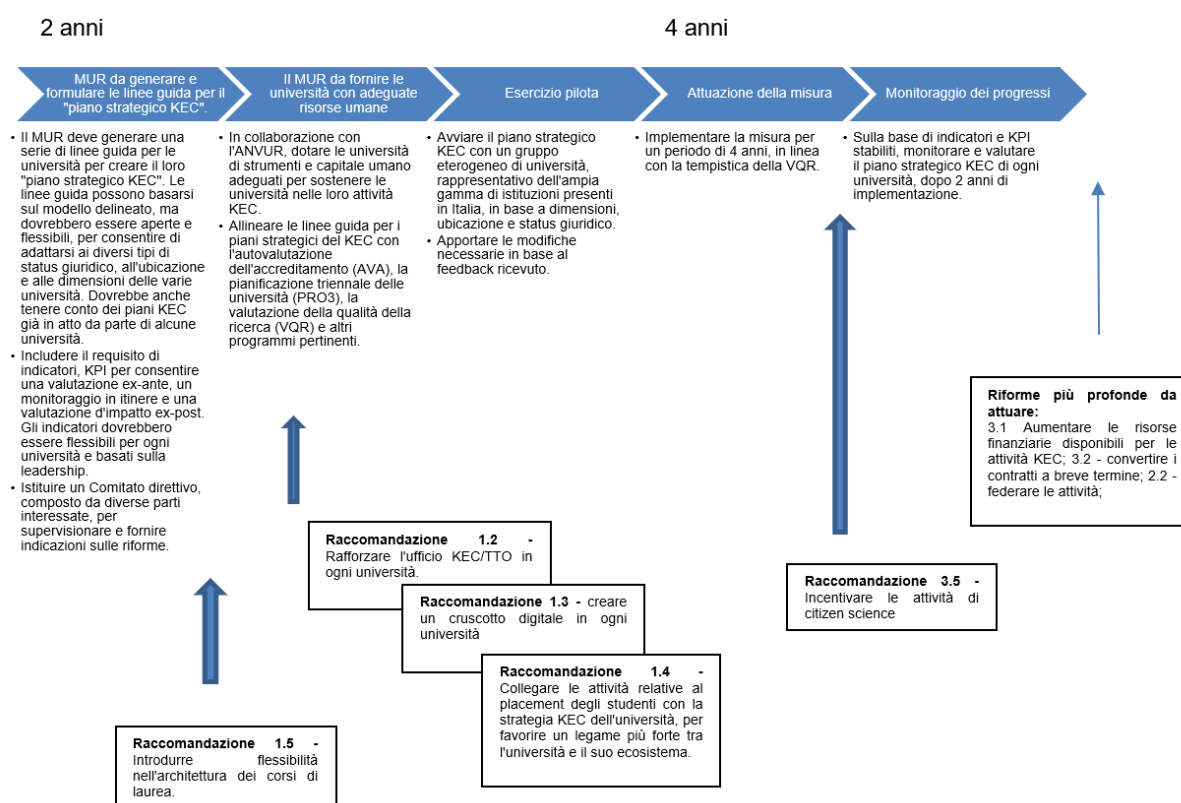 2 anni
4 anni
MUR da generare e
formulare le linee guida per il
"piano strategico KEC".
Il MUR da fornire le
università con adeguate
risorse umane
Esercizio pilota
Attuazione della misura
Monitoraggio dei progressi
• Il MUR deve generare una
serie di linee guida per le
università per creare il loro
"piano strategico KEC". Le
linee guida possono basarsi
sul modello delineato, ma
dovrebbero essere aperte e
flessibili, per consentire di
adattarsi ai diversi tipi di
status giuridico, all'ubicazione
e alle dimensioni delle varie
università. Dovrebbe anche
tenere conto dei piani KEC
già in atto da parte di alcune
università.
• Includere il requisito di
indicatori, KPI per consentire
una valutazione ex-ante, un
monitoraggio in itinere e una
valutazione d'impatto ex-post.
Gli indicatori dovrebbero
essere flessibili per ogni
università e basati sulla
leadership.
• Istituire un Comitato direttivo,
composto da diverse parti
interessate, per
supervisionare e fornire
indicazioni sulle riforme.
• In collaborazione con
l'ANVUR, dotare le università
di strumenti e capitale umano
adeguati per sostenere le
università nelle loro attività
KEC.
• Allineare le linee guida per i
piani strategici del KEC con
l'autovalutazione
dell'accreditamento (AVA), la
pianificazione triennale delle
università (PRO3), la
valutazione della qualità della
ricerca (VQR) e altri
programmi pertinenti.
• Avviare il piano strategico
KEC con un gruppo
eterogeneo di università,
rappresentativo dell'ampia
gamma di istituzioni presenti
in Italia, in base a dimensioni,
ubicazione e status giuridico.
• Apportare le modifiche
necessarie in base al
feedback ricevuto.
• Implementare la misura per
un periodo di 4 anni, in linea
con la tempistica della VQR.
• Sulla base di indicatori e KPI
stabiliti, monitorare e valutare
il piano strategico KEC di ogni
università, dopo 2 anni di
implementazione.
Riforme più profonde da
attuare:
3.1 Aumentare le risorse
finanziarie disponibili per le
attività KEC; 3.2 - convertire i
contratti a breve termine; 2.2 -
federare le attività;
Raccomandazione 1.2 -
Rafforzare l'ufficio KEC/TTO in
ogni università.
Raccomandazione 1.3 - creare
un cruscotto digitale in ogni
università
Raccomandazione 1.4 -
Collegare le attività relative al
placement degli studenti con la
strategia KEC dell'università, per
favorire un legame più forte tra
l'università e il suo ecosistema.
Raccomandazione 3.5 -
Incentivare le attività di
citizen science
Raccomandazione 1.5 -
Introdurre flessibilità
nell'architettura dei corsi di
laurea.